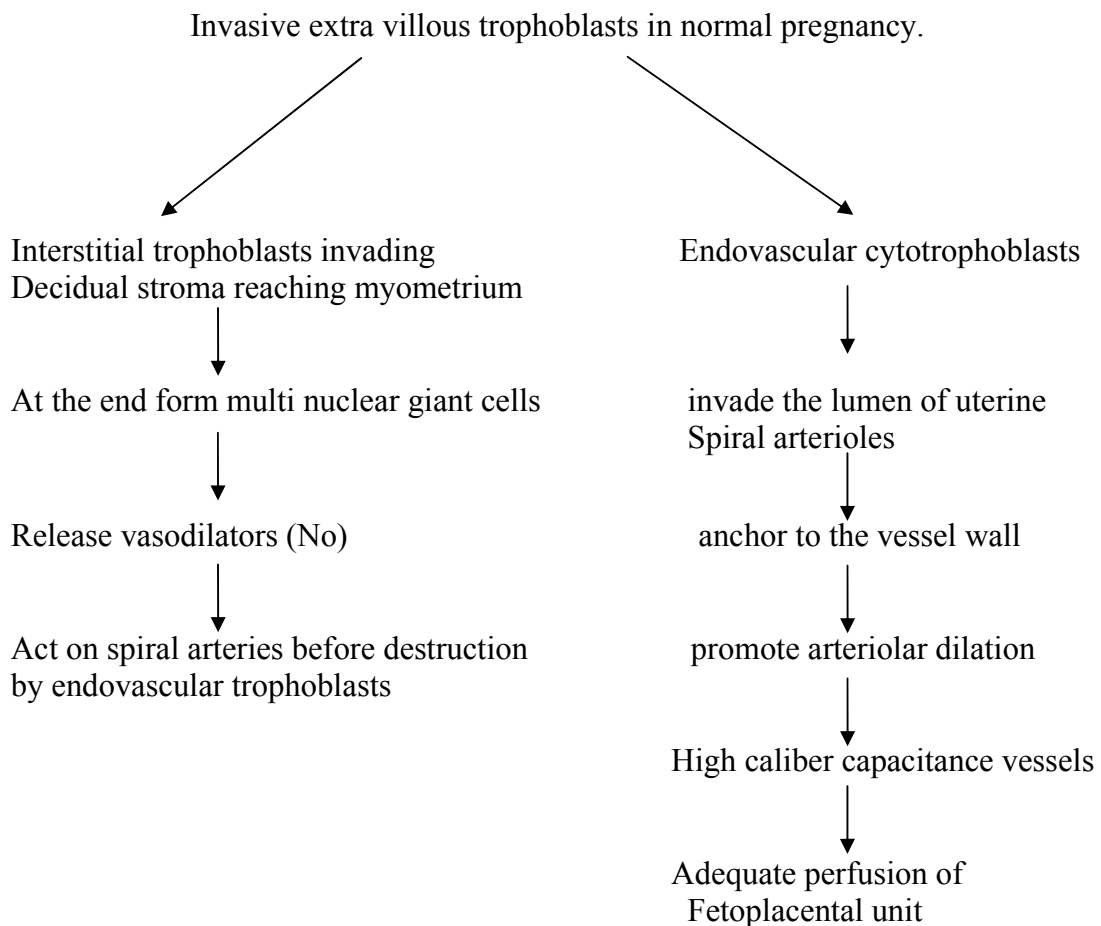 Invasive extra villous trophoblasts in normal pregnancy.
Interstitial trophoblasts invading
Decidual stroma reaching myometrium
At the end form multi nuclear giant cells
Release vasodilators (No)
Act on spiral arteries before destruction
by endovascular trophoblasts
Endovascular cytotrophoblasts
invade the lumen of uterine
Spiral arterioles
anchor to the vessel wall
promote arteriolar dilation
High caliber capacitance vessels
Adequate perfusion of
Fetoplacental unit